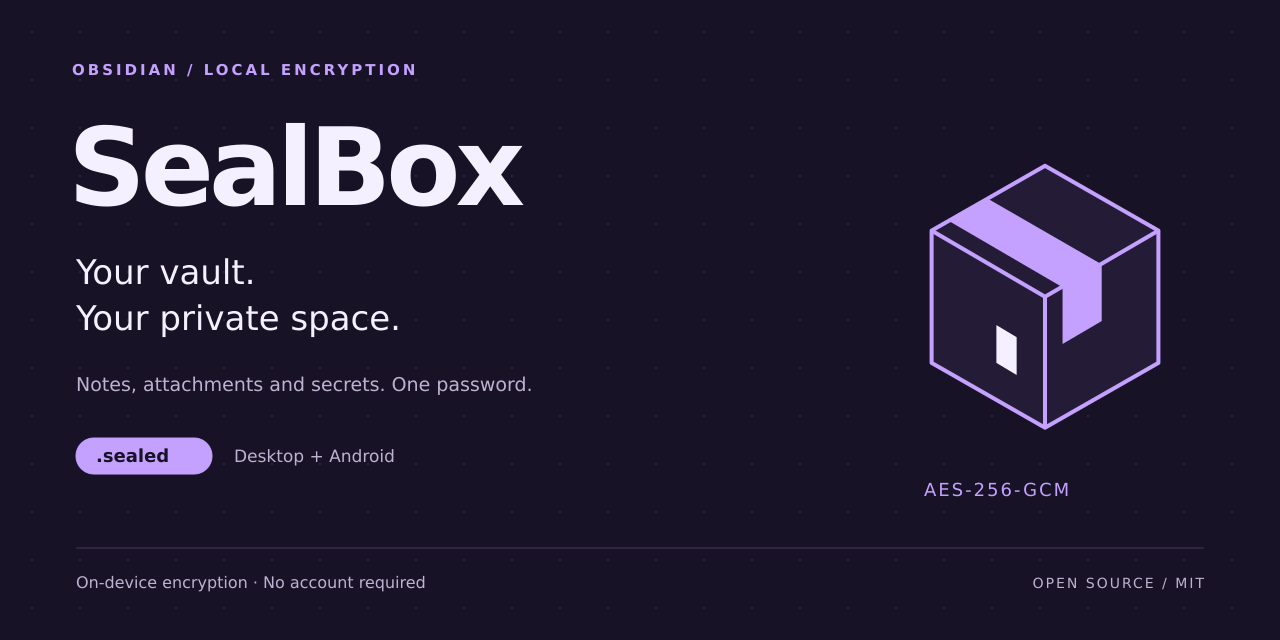 OBSIDIAN / LOCAL ENCRYPTION
SealBox
Your vault.
Your private space.
Notes, attachments and secrets. One password.
.sealed
Desktop + Android
AES-256-GCM
On-device encryption · No account required
OPEN SOURCE / MIT